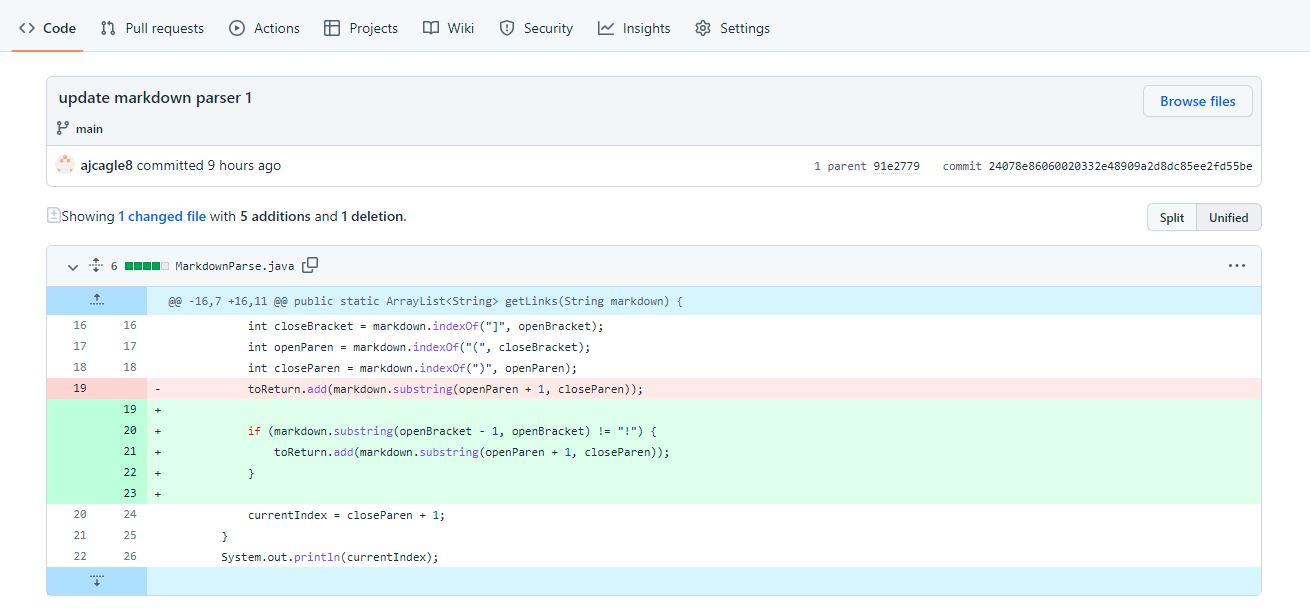 Code Pull requests Actions Projects Wiki Security Insights Settings
update markdown parser 1
Browse files
main
ajcagle8 committed 9 hours ago 1 parent 91e2779 commit 24078e86060020332e48909a2d8dc85ee2fd55be
Showing 1 changed file with 5 additions and 1 deletion.
Split Unified
6 MarkdownParse.java
@@ -16,7 +16,11 @@ public static ArrayList<String> getLinks(String markdown) {
16 16 int closeBracket = markdown.indexOf("]", openBracket);
17 17 int openParen = markdown.indexOf("(", closeBracket);
18 18 int closeParen = markdown.indexOf(")", openParen);
19 - toReturn.add(markdown.substring(openParen + 1, closeParen));
19 +
20 + if (markdown.substring(openBracket - 1, openBracket) != "!") {
21 + toReturn.add(markdown.substring(openParen + 1, closeParen));
22 + }
23 +
20 24 currentIndex = closeParen + 1;
21 25 }
22 26 System.out.println(currentIndex);